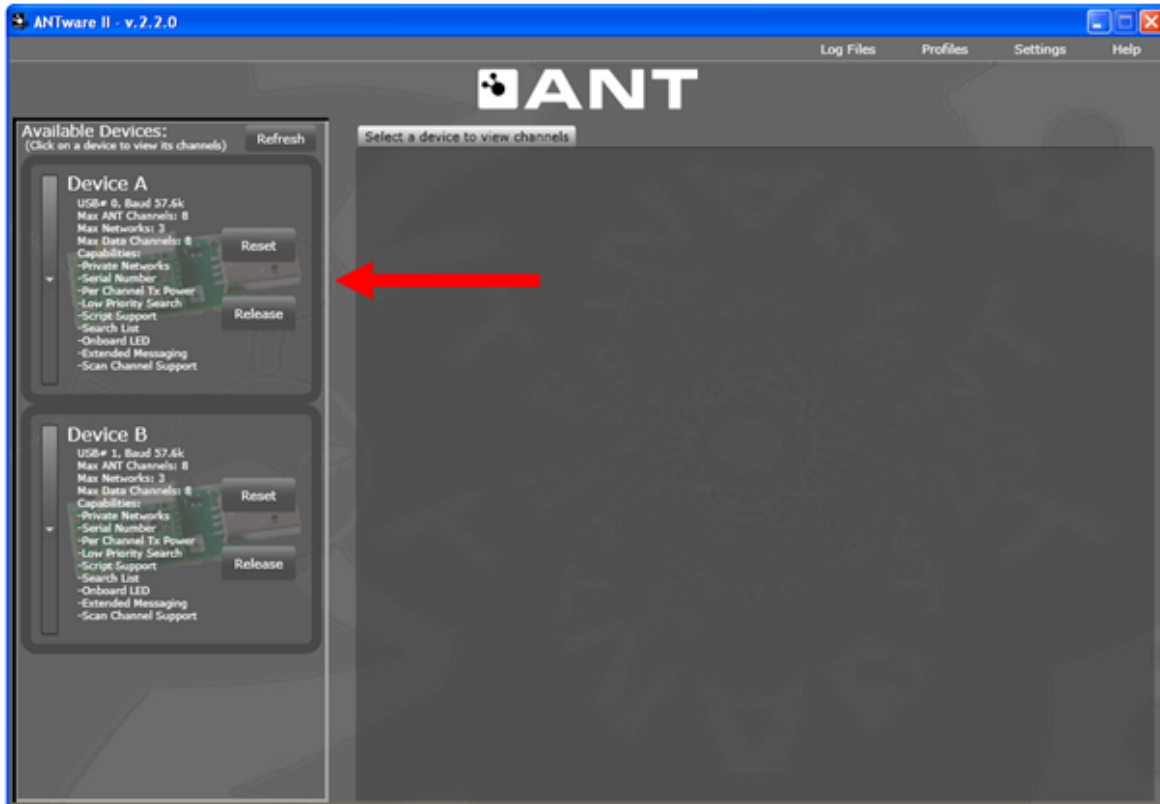 ANTware II - v.2.2.0
Log Files Profiles Settings Help
ANT
Available Devices:
(Click on a device to view its channels)
Refresh
Select a device to view channels
Device A
USB# 0, Baud 57.6k
Max ANT Channels: 8
Max Networks: 3
Max Data Channels: 8
Capabilities:
-Private Networks
-Serial Number
-Per Channel Tx Power
-Low Priority Search
-Script Support
-Search List
-Onboard LED
-Extended Messaging
-Scan Channel Support
Reset
Release
Device B
USB# 1, Baud 57.6k
Max ANT Channels: 8
Max Networks: 3
Max Data Channels: 8
Capabilities:
-Private Networks
-Serial Number
-Per Channel Tx Power
-Low Priority Search
-Script Support
-Search List
-Onboard LED
-Extended Messaging
-Scan Channel Support
Reset
Release